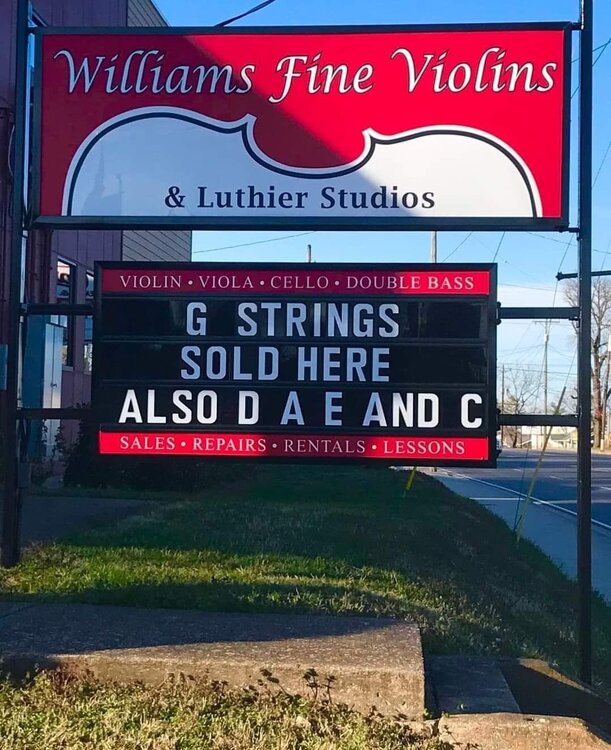 Williams Fine Violins
& Luthier Studios
VIOLIN • VIOLA • CELLO • DOUBLE BASS
G STRINGS
SOLD HERE
ALSO D A E AND C
SALES • REPAIRS • RENTALS • LESSONS